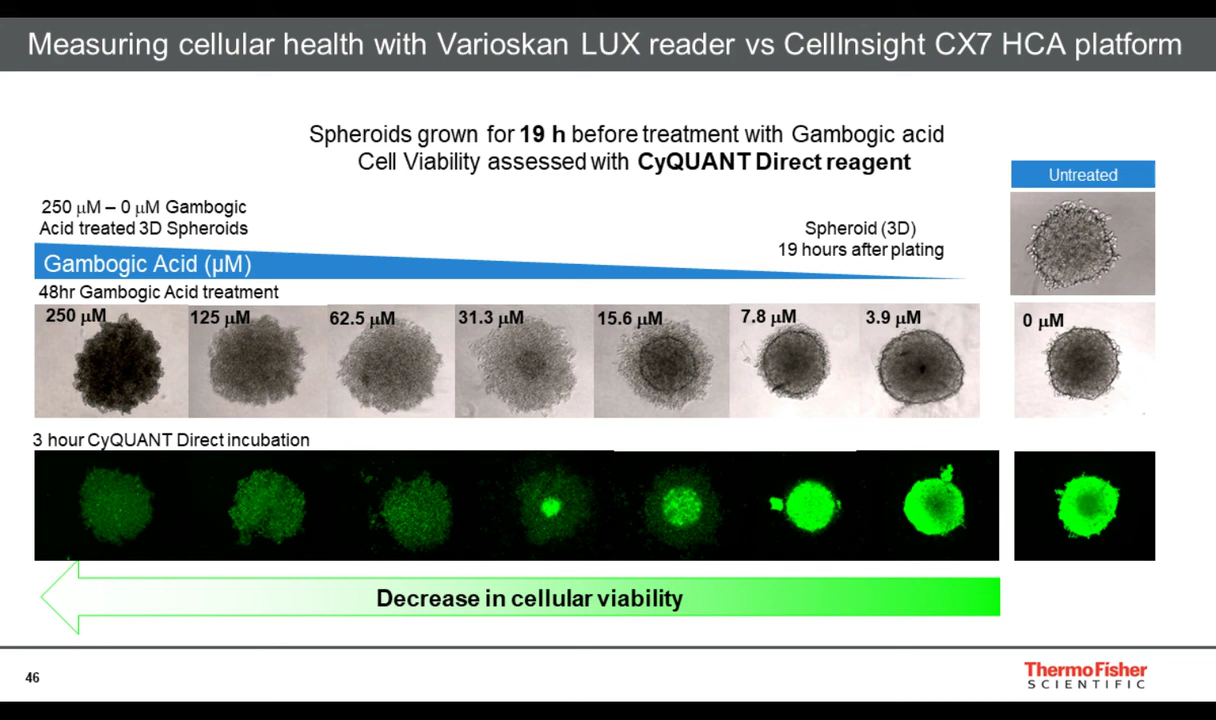 Measuring cellular health with Varioskan LUX reader vs CellInsight CX7 HCA platform
Spheroids grown for 19 h before treatment with Gambogic acid
Cell Viability assessed with CyQUANT Direct reagent
Untreated
250 µM – 0 µM Gambogic
Acid treated 3D Spheroids
Spheroid (3D)
19 hours after plating
Gambogic Acid (µM)
48hr Gambogic Acid treatment
250 µM 125 µM 62.5 µM 31.3 µM 15.6 µM 7.8 µM 3.9 µM 0 µM
3 hour CyQUANT Direct incubation
Decrease in cellular viability
46
ThermoFisher
SCIENTIFIC